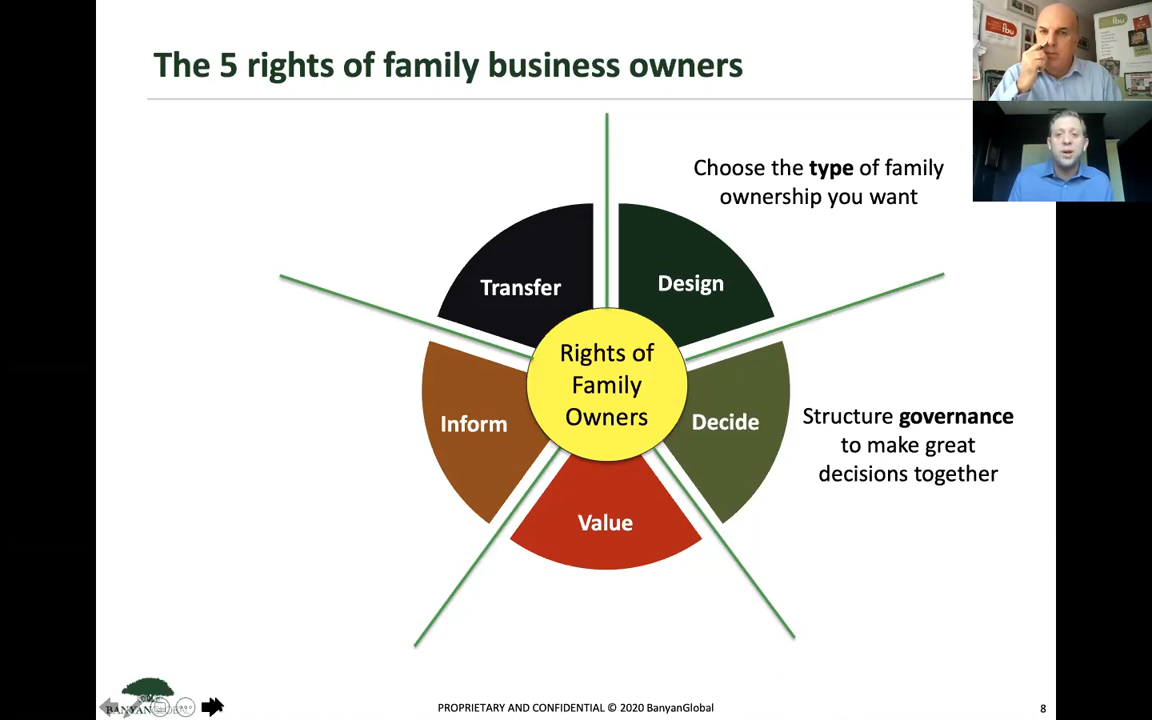 The 5 rights of family business owners
fbu
Choose the type of family
ownership you want
Transfer
Design
Rights of
Family
Owners
Inform
Decide
Structure governance
to make great
decisions together
Value
PROPRIETARY AND CONFIDENTIAL © 2020 BanyanGlobal
8